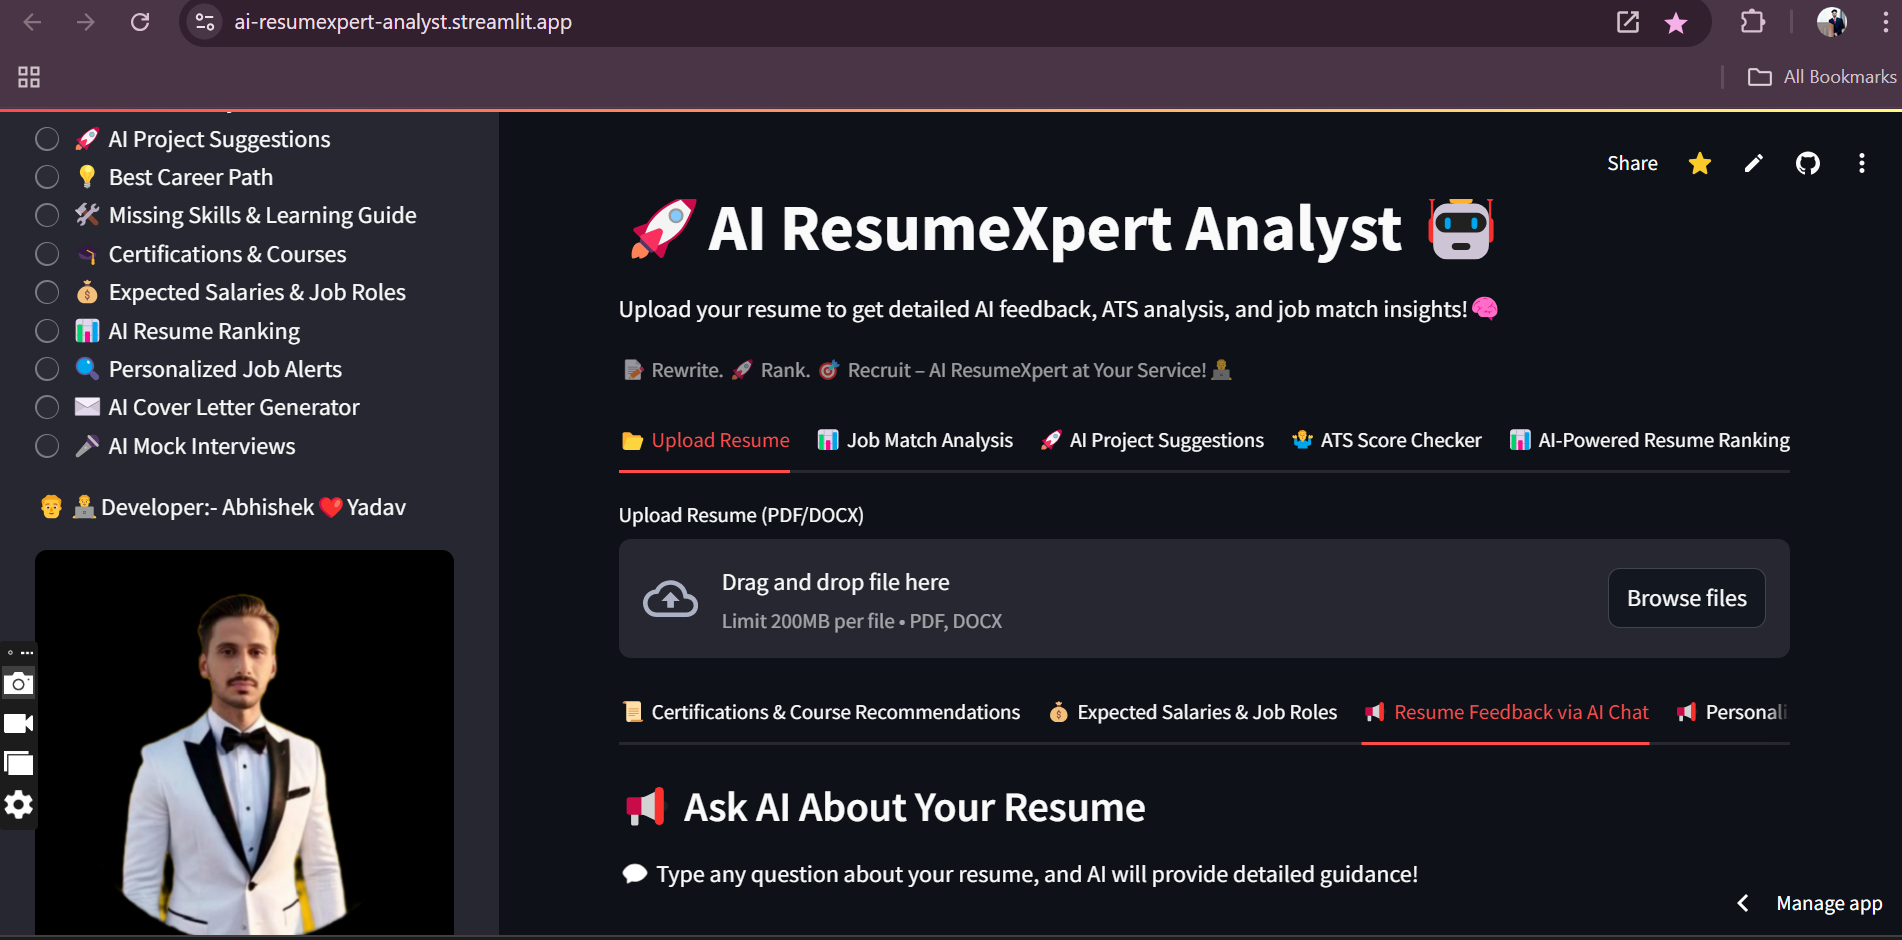 ai-resumexpert-analyst.streamlit.app
All Bookmarks
AI Project Suggestions
Best Career Path
Missing Skills & Learning Guide
Certifications & Courses
Expected Salaries & Job Roles
AI Resume Ranking
Personalized Job Alerts
AI Cover Letter Generator
AI Mock Interviews
Developer:- Abhishek ❤️ Yadav
Share
AI ResumeXpert Analyst
Upload your resume to get detailed AI feedback, ATS analysis, and job match insights!
Rewrite. Rank. Recruit – AI ResumeXpert at Your Service!
Upload Resume Job Match Analysis AI Project Suggestions ATS Score Checker AI-Powered Resume Ranking
Upload Resume (PDF/DOCX)
Drag and drop file here
Limit 200MB per file • PDF, DOCX
Browse files
Certifications & Course Recommendations Expected Salaries & Job Roles Resume Feedback via AI Chat Personali
Ask AI About Your Resume
Type any question about your resume, and AI will provide detailed guidance!
Manage app